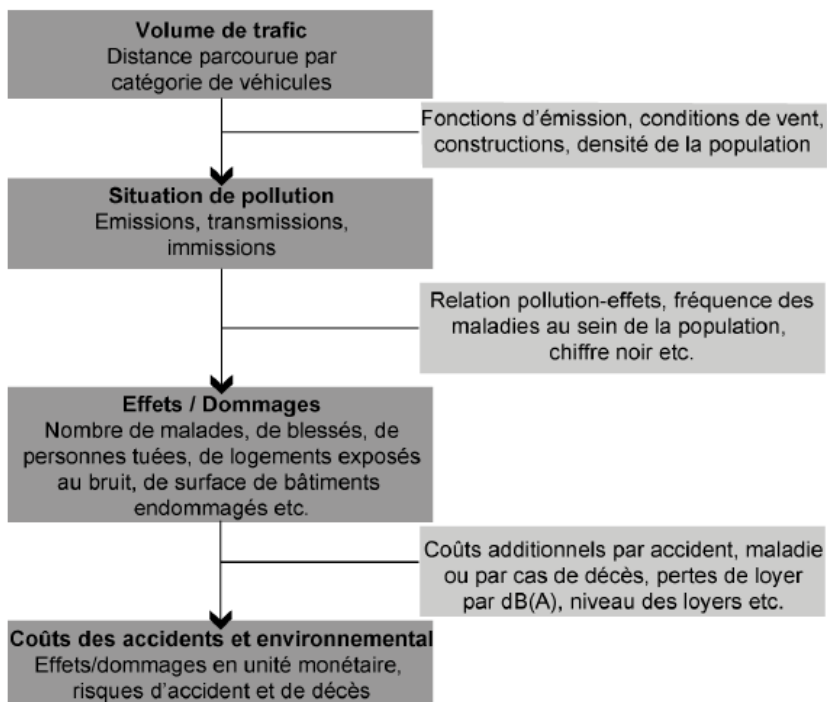 Volume de trafic
Distance parcourue par
catégorie de véhicules
Fonctions d'émission, conditions de vent,
constructions, densité de la population
Situation de pollution
Emissions, transmissions,
immissions
Relation pollution-effets, fréquence des
maladies au sein de la population,
chiffre noir etc.
Effets / Dommages
Nombre de malades, de blessés, de
personnes tuées, de logements exposés
au bruit, de surface de bâtiments
endommagés etc.
Coûts additionnels par accident, maladie
ou par cas de décès, pertes de loyer
par dB(A), niveau des loyers etc.
Coûts des accidents et environnemental
Effets/dommages en unité monétaire,
risques d'accident et de décès